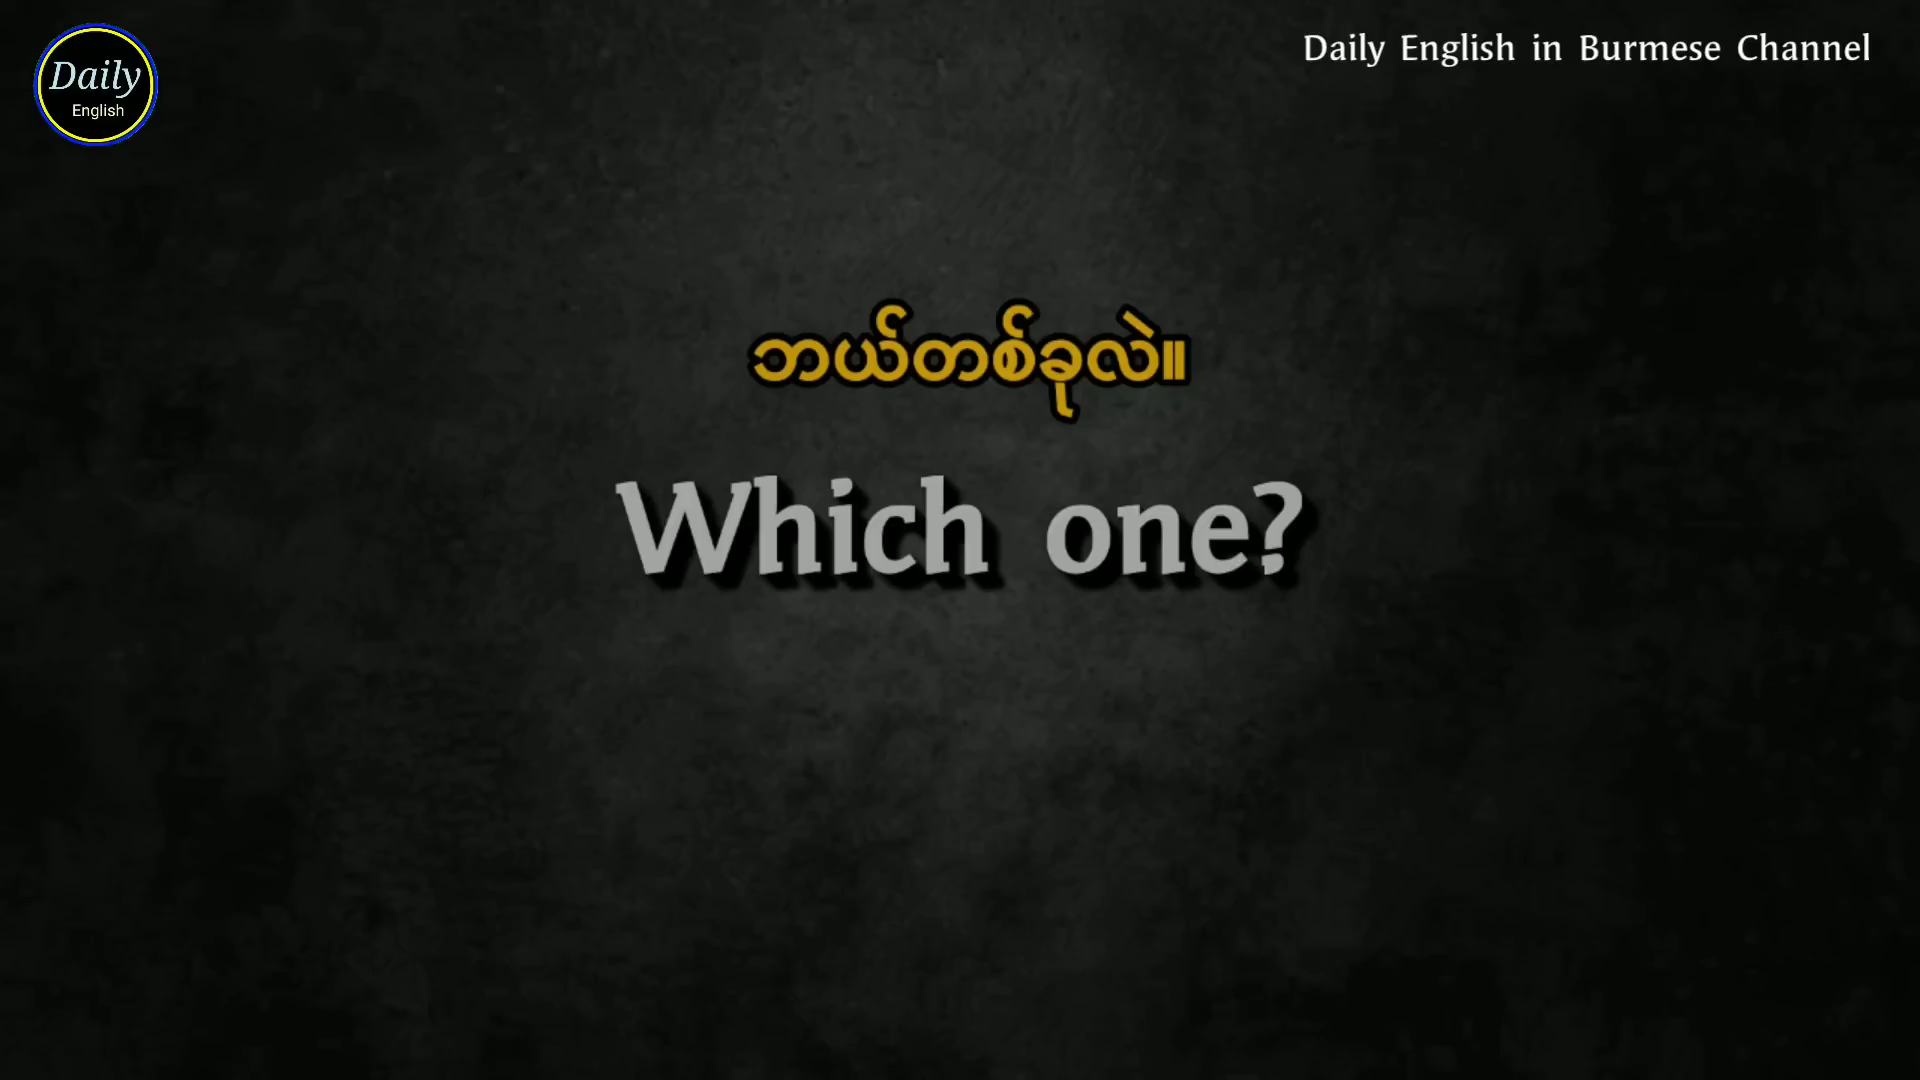 Daily
English
Daily English in Burmese Channel
ဘယ်တစ်ခုလဲ။
Which one?